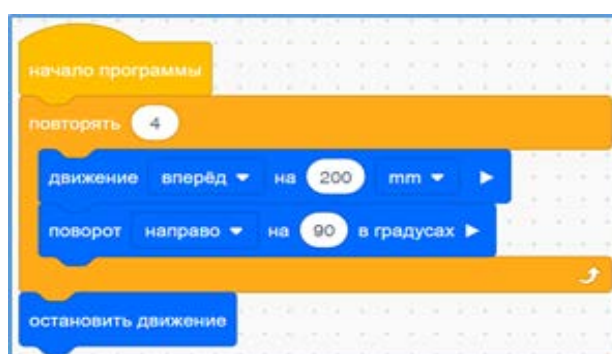 начало программы
повторять 4
движение вперёд на 200 mm
поворот направо на 90 в градусах
остановить движение